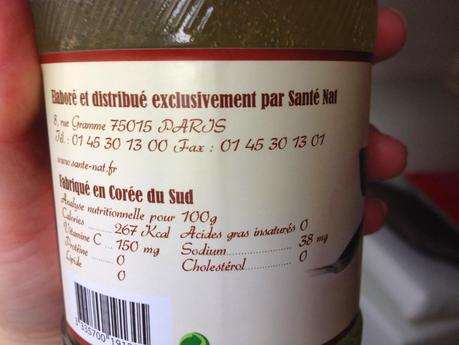 Elaboré et distribué exclusivement par Santé Nat
8, rue Gramme 75015 PARIS
Tél. : 01 45 30 13 00 Fax : 01 45 30 13 01
www.sante-nat.fr
Fabriqué en Corée du Sud
Analyse nutritionnelle pour 100g
Calories 267 Kcal Acides gras insaturés 0
Vitamine C 150 mg Sodium 38 mg
Protéine 0 Cholestérol 0
Lipide 0